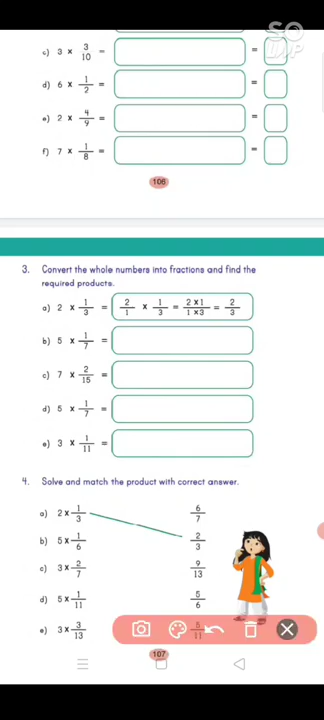 c) 3 x 3/10 = =
d) 6 x 1/2 = =
e) 2 x 4/9 = =
f) 7 x 1/8 = =
106
3. Convert the whole numbers into fractions and find the
required products.
a) 2 x 1/3 = 2/1 x 1/3 = 2 x 1/1 x 3 = 2/3
b) 5 x 1/7 =
c) 7 x 2/15 =
d) 5 x 1/7 =
e) 3 x 1/11 =
4. Solve and match the product with correct answer.
a) 2 x 1/3 6/7
b) 5 x 1/6 2/3
c) 3 x 2/7 9/13
d) 5 x 1/11 5/6
e) 3 x 3/13 5/11
107